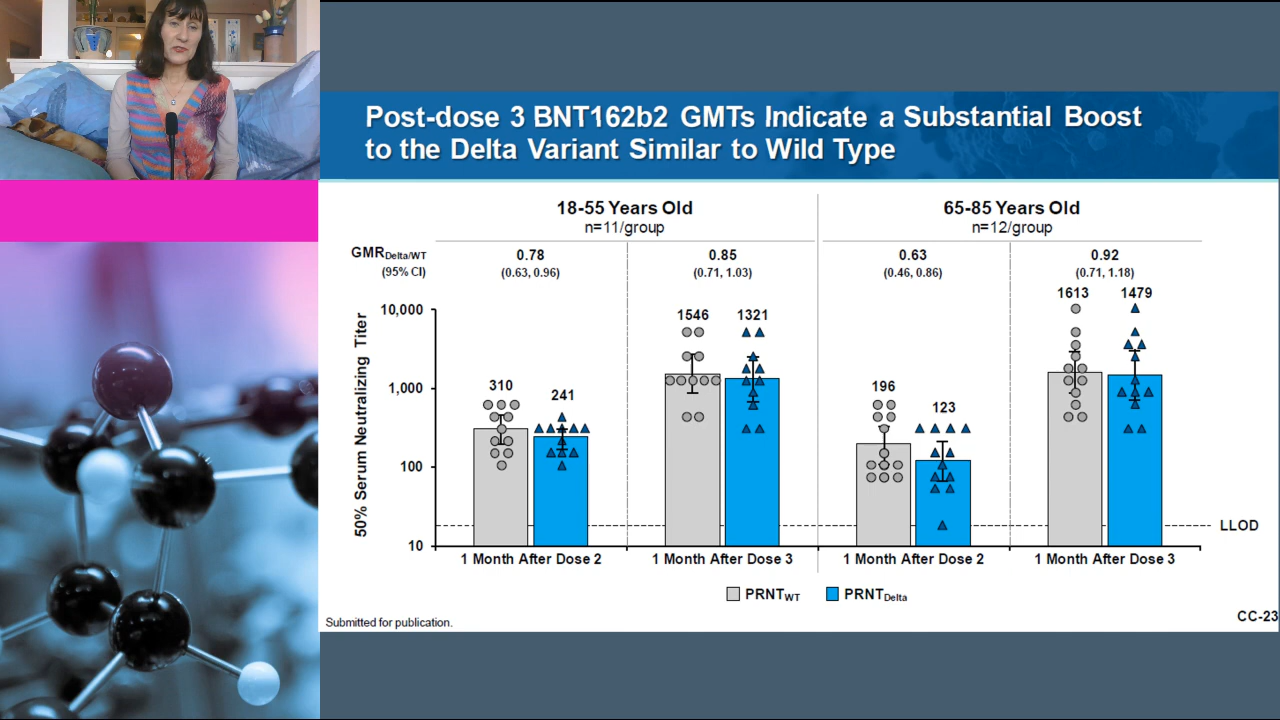 Post-dose 3 BNT162b2 GMTs Indicate a Substantial Boost
to the Delta Variant Similar to Wild Type
18-55 Years Old
n=11/group
65-85 Years Old
n=12/group
GMRDelta/WT
(95% CI)
0.78
(0.63, 0.96)
0.85
(0.71, 1.03)
0.63
(0.46, 0.86)
0.92
(0.71, 1.18)
50% Serum Neutralizing Titer
10,000
1,000
100
10
310
241
1546
1321
196
123
1613
1479
LLOD
1 Month After Dose 2
1 Month After Dose 3
1 Month After Dose 2
1 Month After Dose 3
PRNTWT
PRNTDelta
Submitted for publication.
CC-23